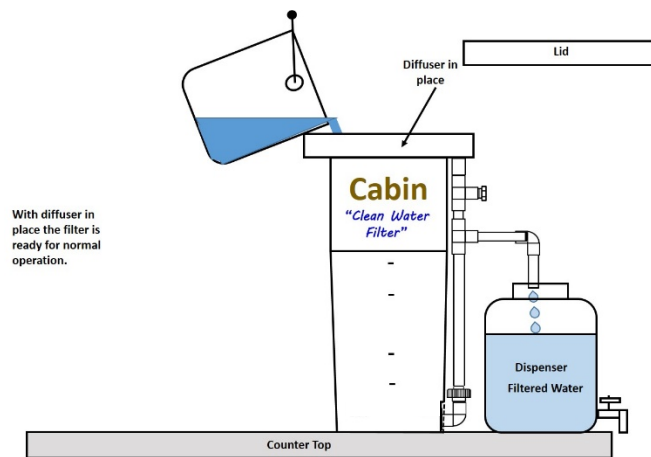 Lid
Diffuser in
place
Cabin
"Clean Water
Filter"
With diffuser in
place the filter is
ready for normal
operation.
Dispenser
Filtered Water
Counter Top